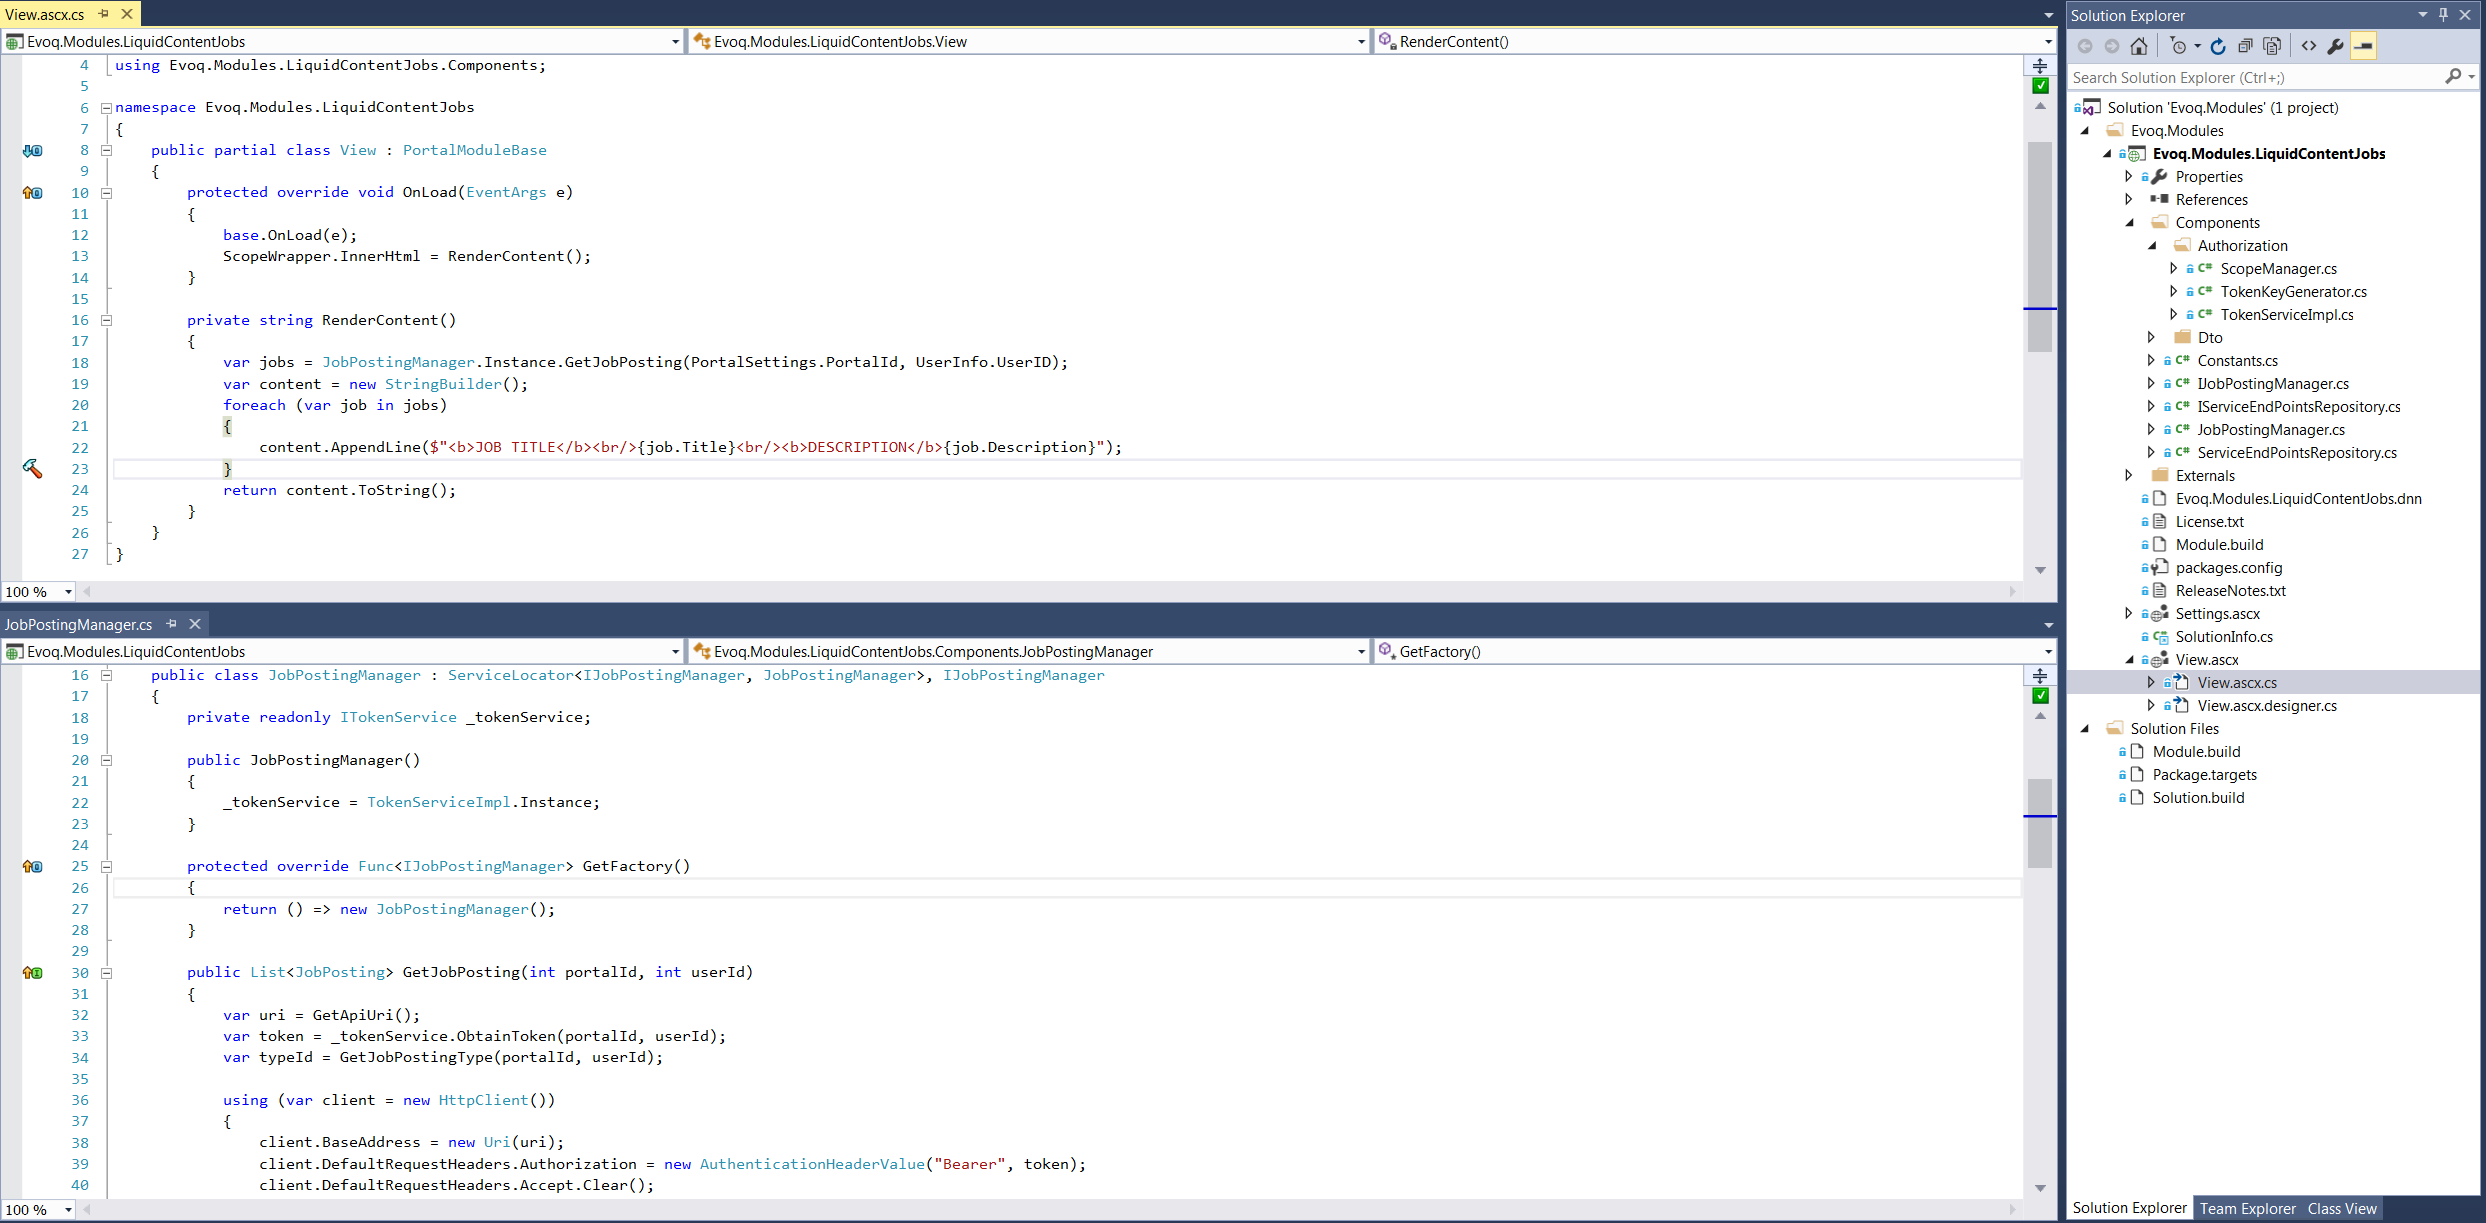 View.ascx.cs
Evoq.Modules.LiquidContentJobs
Evoq.Modules.LiquidContentJobs.View
RenderContent()
4 using Evoq.Modules.LiquidContentJobs.Components;
5
6 namespace Evoq.Modules.LiquidContentJobs
7 {
8 public partial class View : PortalModuleBase
9 {
10 protected override void OnLoad(EventArgs e)
11 {
12 base.OnLoad(e);
13 ScopeWrapper.InnerHtml = RenderContent();
14 }
15
16 private string RenderContent()
17 {
18 var jobs = JobPostingManager.Instance.GetJobPosting(PortalSettings.PortalId, UserInfo.UserID);
19 var content = new StringBuilder();
20 foreach (var job in jobs)
21 {
22 content.AppendLine($"<b>JOB TITLE</b><br/>{job.Title}<br/><b>DESCRIPTION</b>{job.Description}");
23 }
24 return content.ToString();
25 }
26 }
27 }
100 %
JobPostingManager.cs
Evoq.Modules.LiquidContentJobs
Evoq.Modules.LiquidContentJobs.Components.JobPostingManager
GetFactory()
16 public class JobPostingManager : ServiceLocator<IJobPostingManager, JobPostingManager>, IJobPostingManager
17 {
18 private readonly ITokenService _tokenService;
19
20 public JobPostingManager()
21 {
22 _tokenService = TokenServiceImpl.Instance;
23 }
24
25 protected override Func<IJobPostingManager> GetFactory()
26 {
27 return () => new JobPostingManager();
28 }
29
30 public List<JobPosting> GetJobPosting(int portalId, int userId)
31 {
32 var uri = GetApiUri();
33 var token = _tokenService.ObtainToken(portalId, userId);
34 var typeId = GetJobPostingType(portalId, userId);
35
36 using (var client = new HttpClient())
37 {
38 client.BaseAddress = new Uri(uri);
39 client.DefaultRequestHeaders.Authorization = new AuthenticationHeaderValue("Bearer", token);
40 client.DefaultRequestHeaders.Accept.Clear();
100 %
Solution Explorer
Search Solution Explorer (Ctrl+;)
Solution 'Evoq.Modules' (1 project)
Evoq.Modules
Evoq.Modules.LiquidContentJobs
Properties
References
Components
Authorization
C# ScopeManager.cs
C# TokenKeyGenerator.cs
C# TokenServiceImpl.cs
Dto
C# Constants.cs
C# IJobPostingManager.cs
C# IServiceEndPointsRepository.cs
C# JobPostingManager.cs
C# ServiceEndPointsRepository.cs
Externals
Evoq.Modules.LiquidContentJobs.dnn
License.txt
Module.build
packages.config
ReleaseNotes.txt
Settings.ascx
SolutionInfo.cs
View.ascx
View.ascx.cs
View.ascx.designer.cs
Solution Files
Module.build
Package.targets
Solution.build
Solution Explorer
Team Explorer
Class View